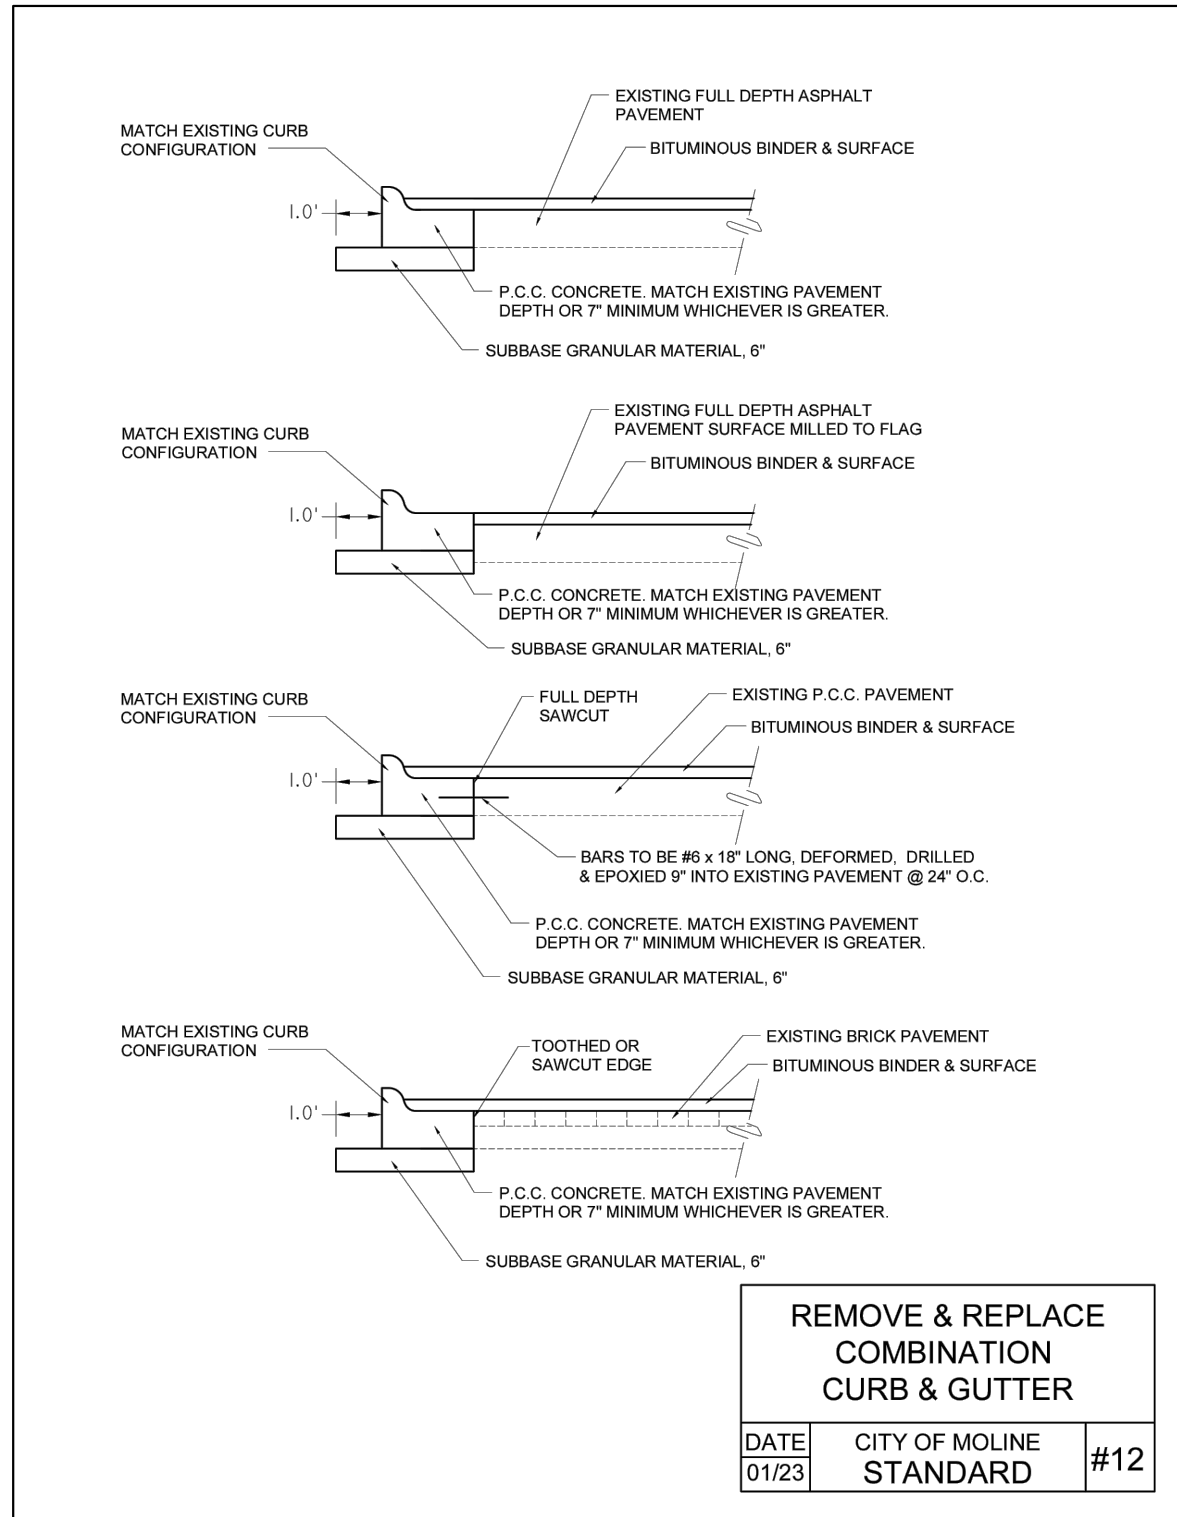 EXISTING FULL DEPTH ASPHALT
PAVEMENT
MATCH EXISTING CURB
CONFIGURATION
BITUMINOUS BINDER & SURFACE
1.0'
P.C.C. CONCRETE. MATCH EXISTING PAVEMENT
DEPTH OR 7" MINIMUM WHICHEVER IS GREATER.
SUBBASE GRANULAR MATERIAL, 6"
EXISTING FULL DEPTH ASPHALT
PAVEMENT SURFACE MILLED TO FLAG
MATCH EXISTING CURB
CONFIGURATION
BITUMINOUS BINDER & SURFACE
1.0'
P.C.C. CONCRETE. MATCH EXISTING PAVEMENT
DEPTH OR 7" MINIMUM WHICHEVER IS GREATER.
SUBBASE GRANULAR MATERIAL, 6"
MATCH EXISTING CURB
CONFIGURATION
FULL DEPTH
SAWCUT
EXISTING P.C.C. PAVEMENT
BITUMINOUS BINDER & SURFACE
1.0'
BARS TO BE #6 x 18" LONG, DEFORMED, DRILLED
& EPOXIED 9" INTO EXISTING PAVEMENT @ 24" O.C.
P.C.C. CONCRETE. MATCH EXISTING PAVEMENT
DEPTH OR 7" MINIMUM WHICHEVER IS GREATER.
SUBBASE GRANULAR MATERIAL, 6"
MATCH EXISTING CURB
CONFIGURATION
TOOTHED OR
SAWCUT EDGE
EXISTING BRICK PAVEMENT
BITUMINOUS BINDER & SURFACE
1.0'
P.C.C. CONCRETE. MATCH EXISTING PAVEMENT
DEPTH OR 7" MINIMUM WHICHEVER IS GREATER.
SUBBASE GRANULAR MATERIAL, 6"
REMOVE & REPLACE
COMBINATION
CURB & GUTTER
DATE
01/23
CITY OF MOLINE
STANDARD
#12